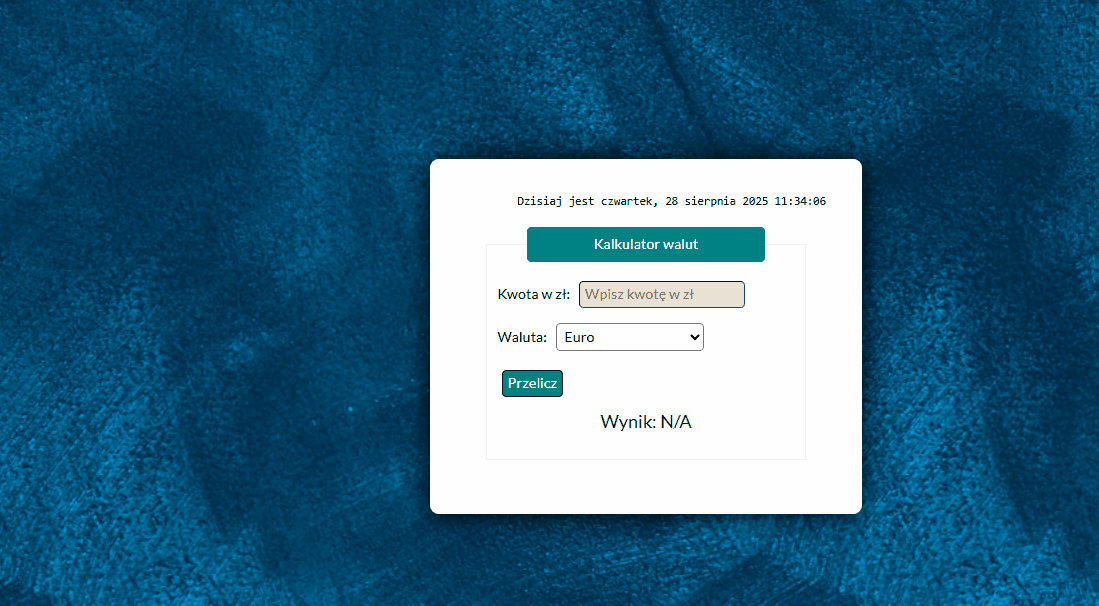 Dzisiaj jest czwartek, 28 sierpnia 2025 11:34:06
Kalkulator walut
Kwota w zł: Wpisz kwotę w zł
Waluta: Euro
Przelicz
Wynik: N/A